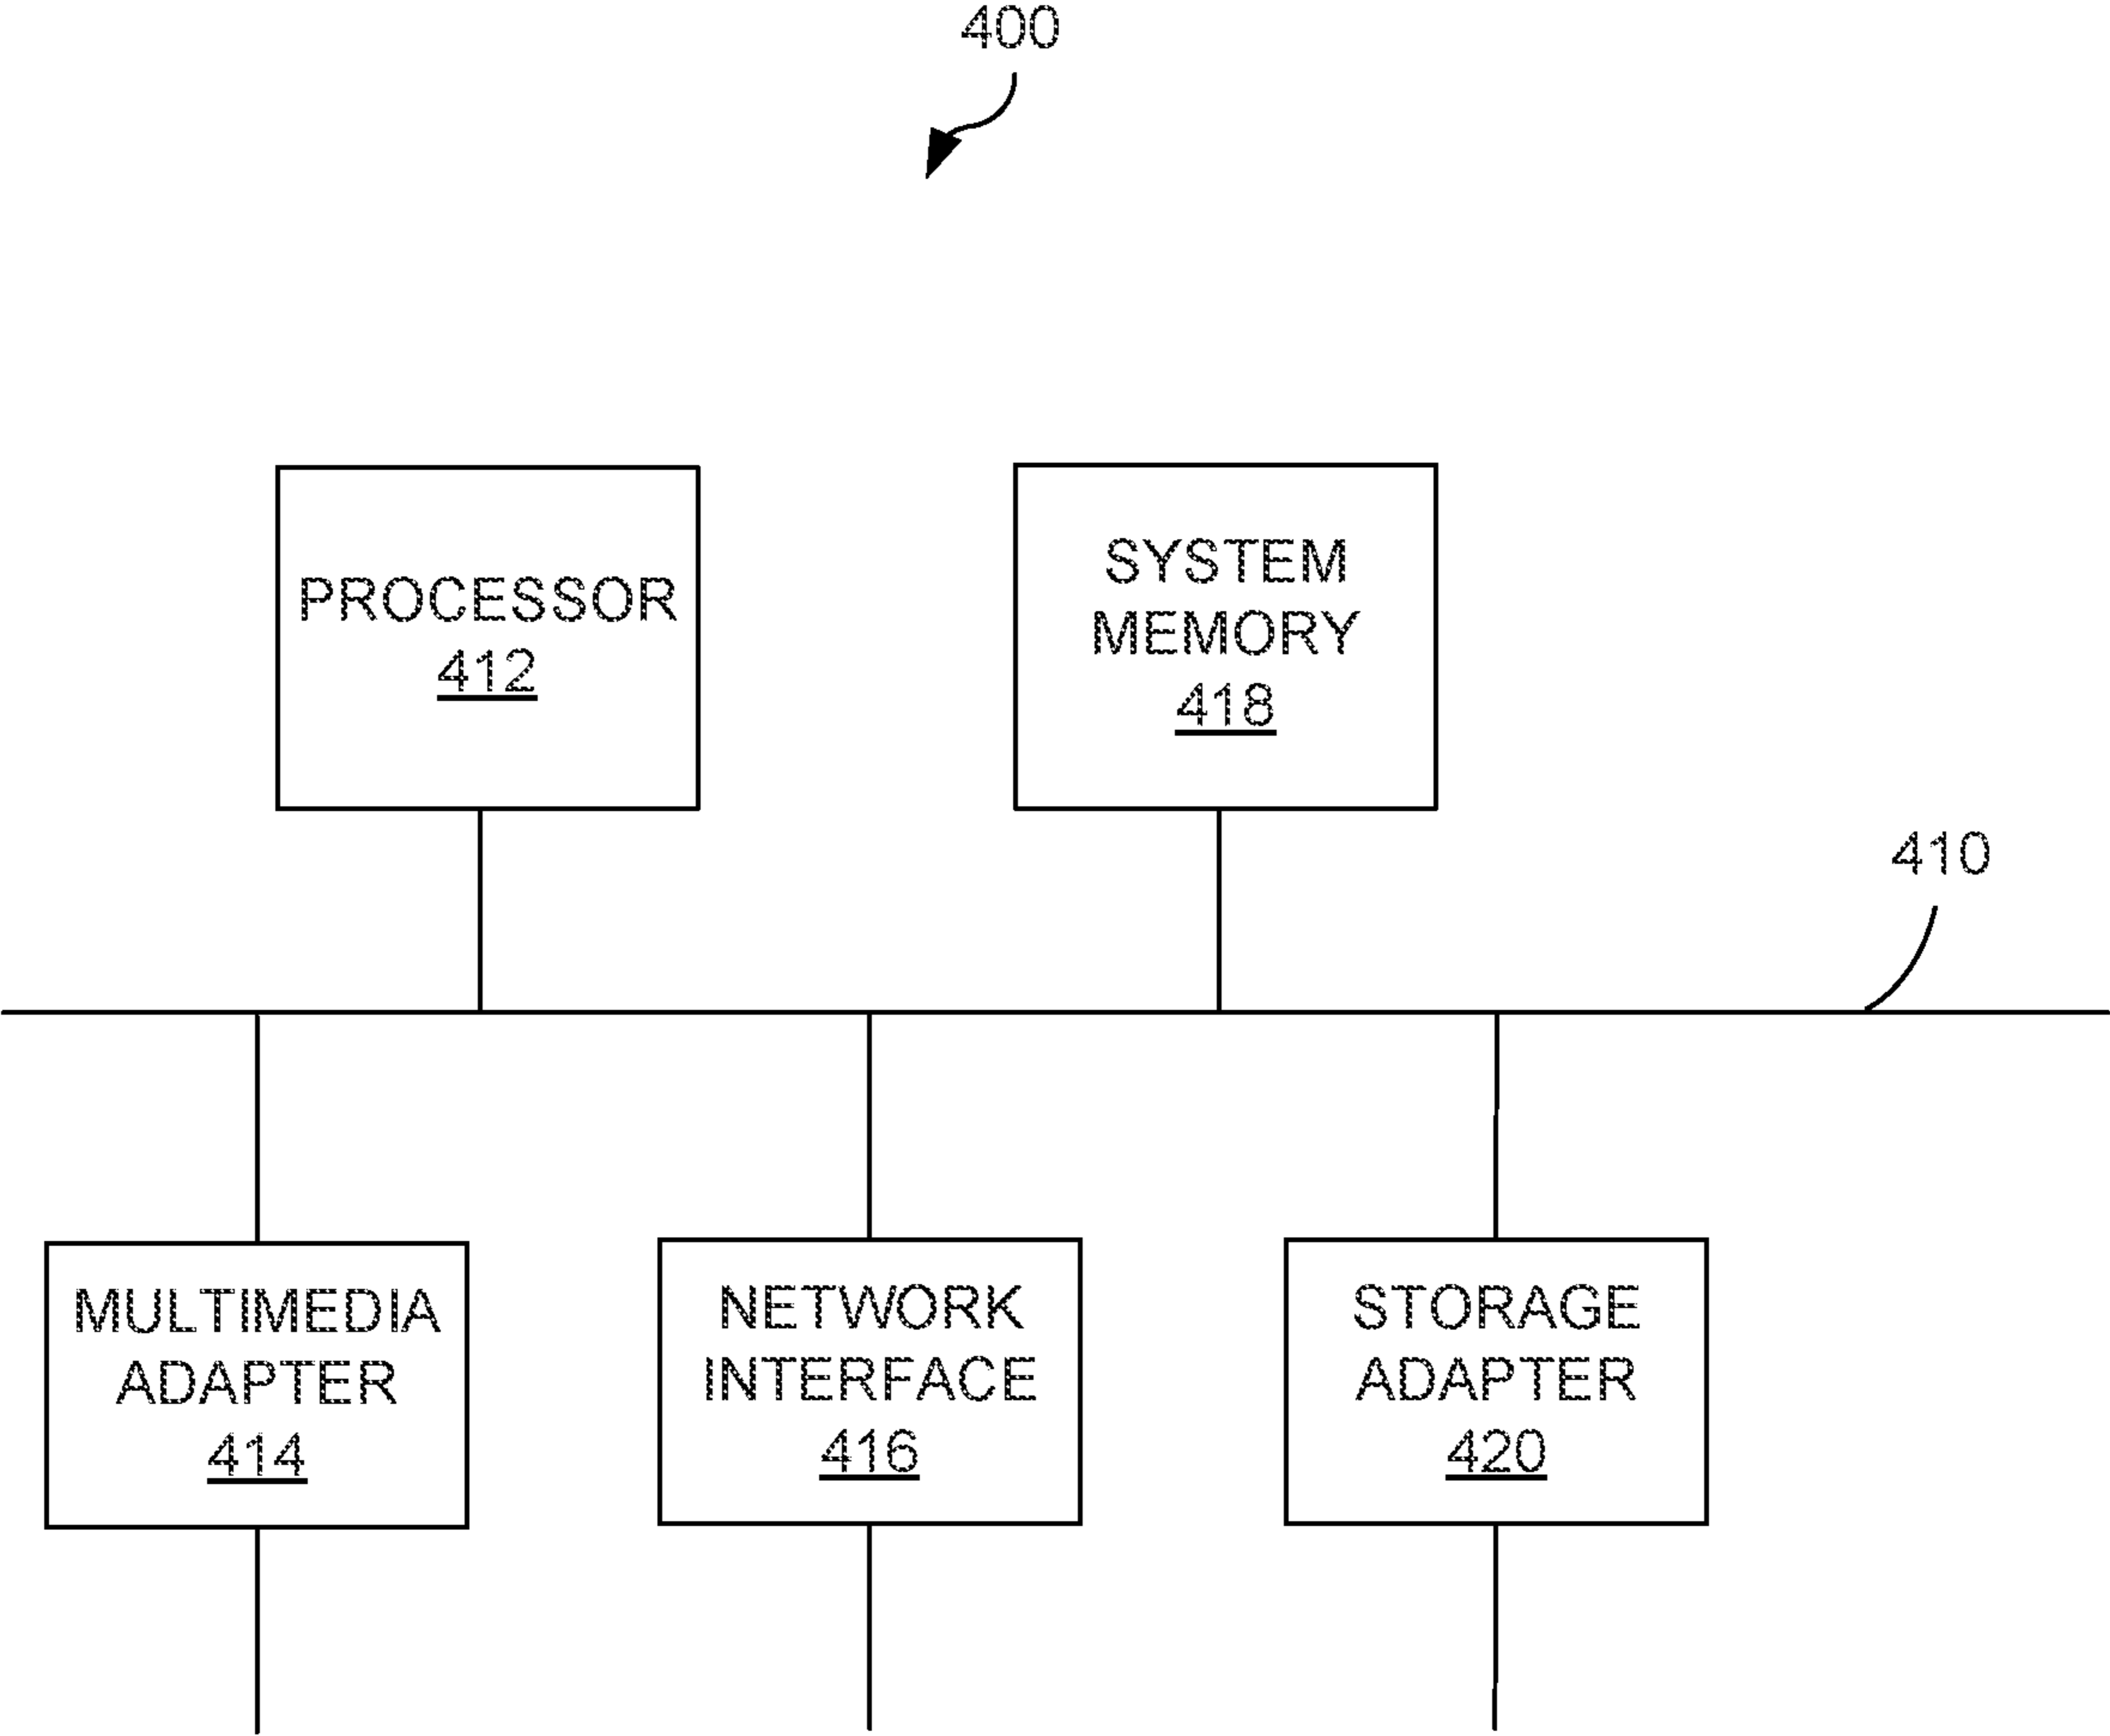 400
PROCESSOR
412
SYSTEM
MEMORY
418
410
MULTIMEDIA
ADAPTER
414
NETWORK
INTERFACE
416
STORAGE
ADAPTER
420